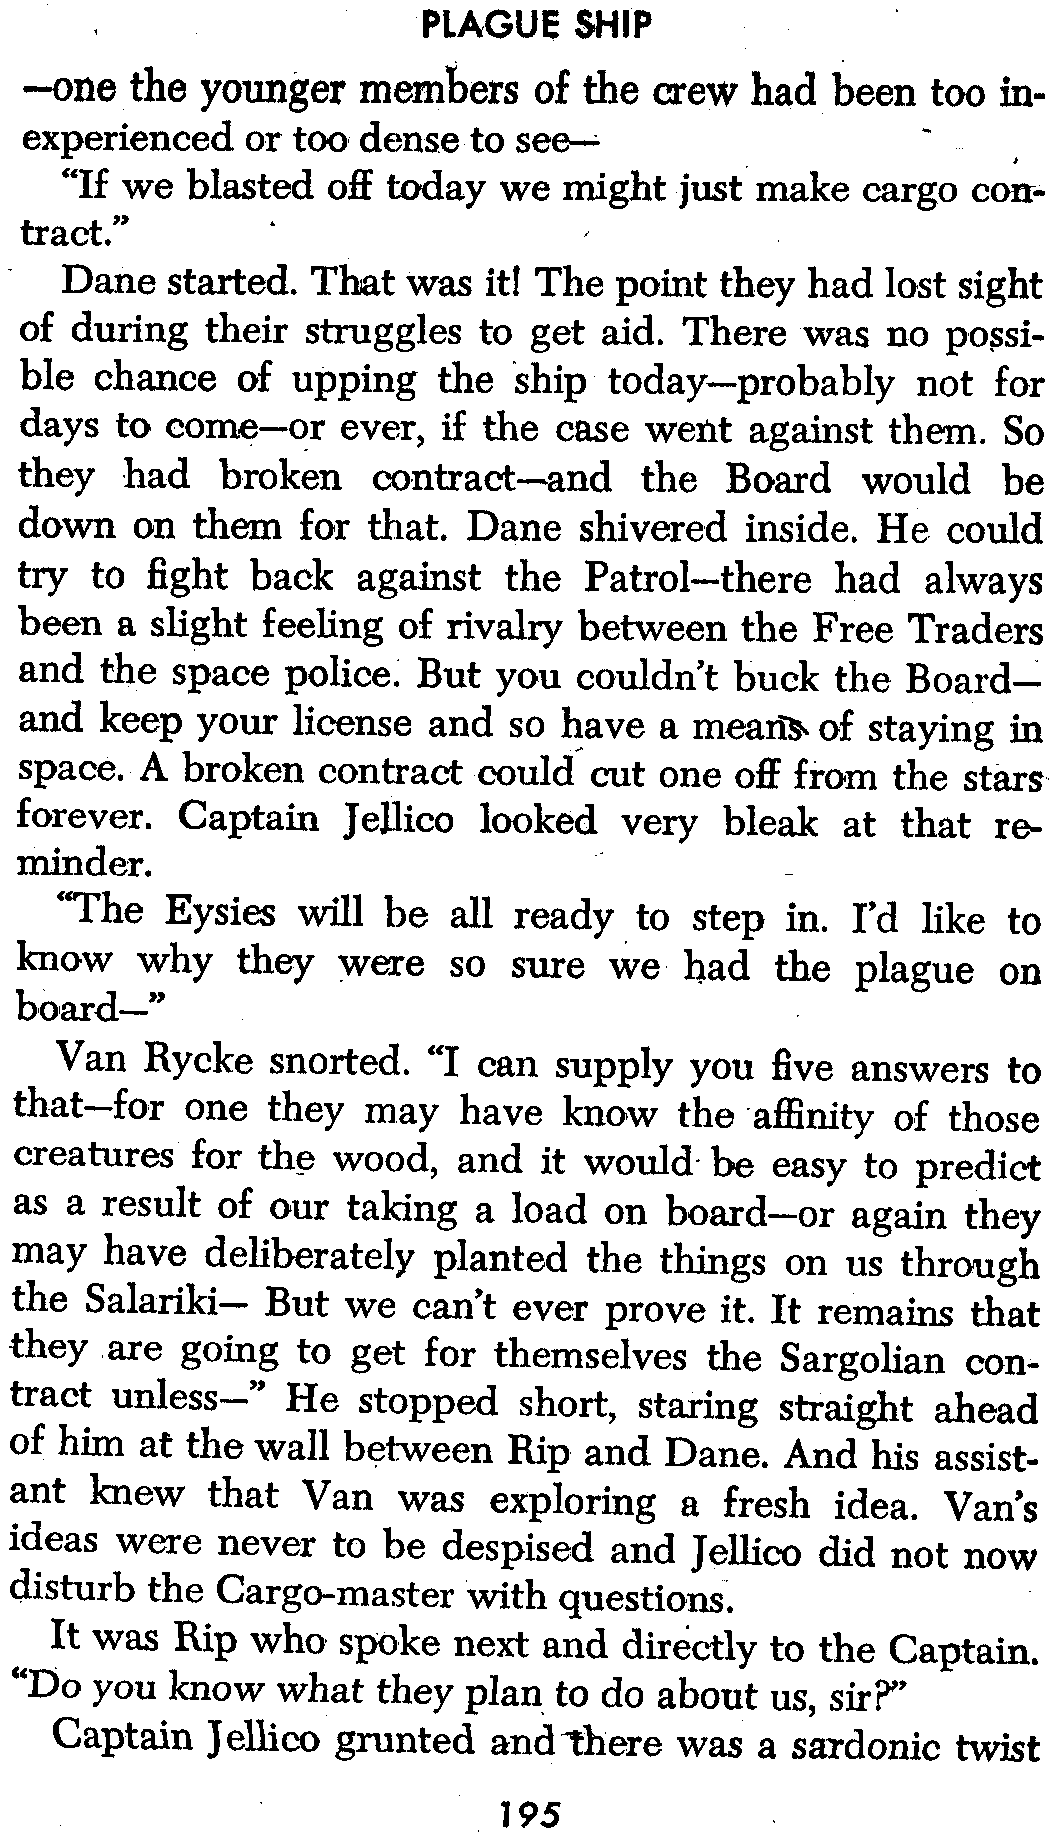 PLAGUE SHIP
—one the younger members of the crew had been too in-
experienced or too dense to see—
“If we blasted off today we might just make cargo con-
tract.”
Dane started. That was it! The point they had lost sight
of during their struggles to get aid. There was no possi-
ble chance of upping the ship today—probably not for
days to come—or ever, if the case went against them. So
they had broken contract—and the Board would be
down on them for that. Dane shivered inside. He could
try to fight back against the Patrol—there had always
been a slight feeling of rivalry between the Free Traders
and the space police. But you couldn’t buck the Board—
and keep your license and so have a means of staying in
space. A broken contract could cut one off from the stars
forever. Captain Jellico looked very bleak at that re-
minder.
“The Eysies will be all ready to step in. I’d like to
know why they were so sure we had the plague on
board—”
Van Rycke snorted. “I can supply you five answers to
that—for one they may have know the affinity of those
creatures for the wood, and it would be easy to predict
as a result of our taking a load on board—or again they
may have deliberately planted the things on us through
the Salariki— But we can’t ever prove it. It remains that
they are going to get for themselves the Sargolian con-
tract unless—” He stopped short, staring straight ahead
of him at the wall between Rip and Dane. And his assist-
ant knew that Van was exploring a fresh idea. Van’s
ideas were never to be despised and Jellico did not now
disturb the Cargo-master with questions.
It was Rip who spoke next and directly to the Captain.
“Do you know what they plan to do about us, sir?”
Captain Jellico grunted and there was a sardonic twist
195